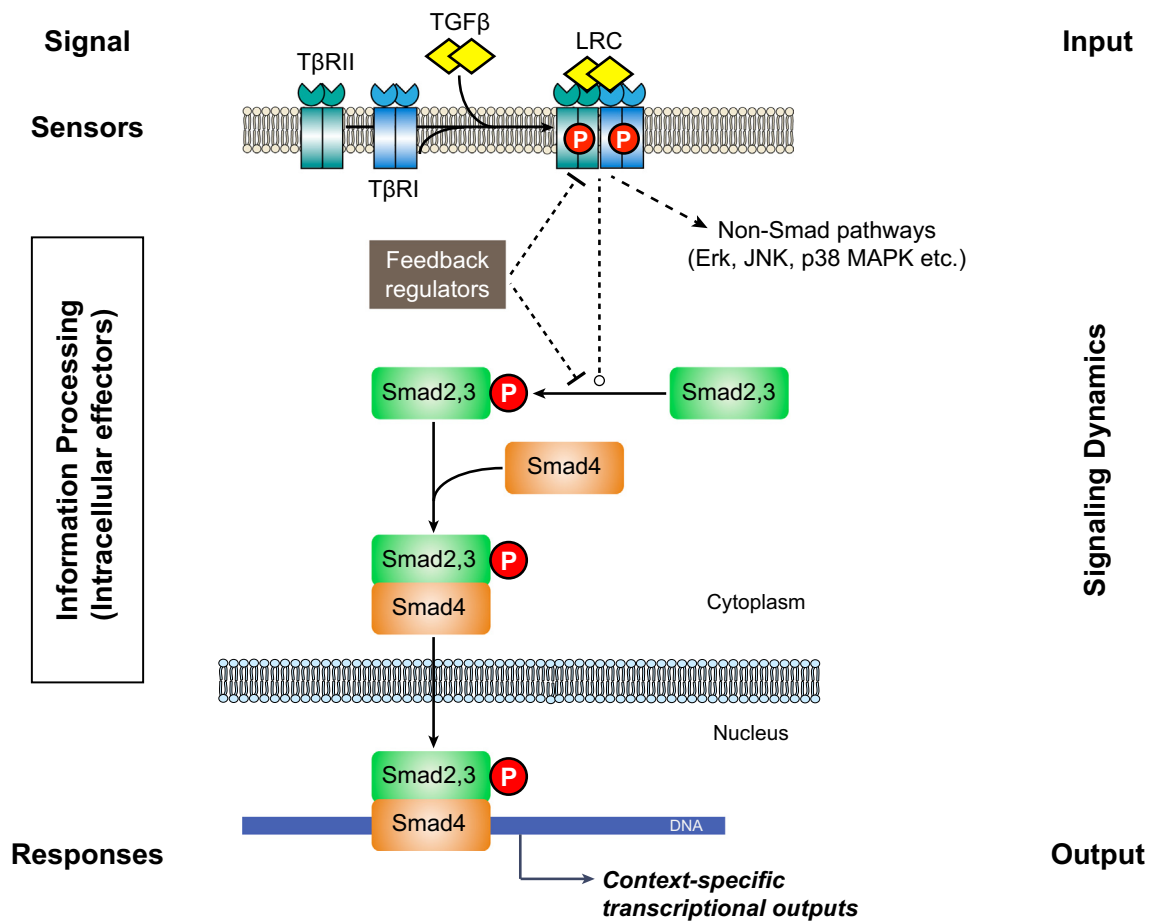 Signal
TGFβ
LRC
Input
TβRII
Sensors
P
P
TβRI
Non-Smad pathways
(Erk, JNK, p38 MAPK etc.)
Feedback
regulators
Information Processing
(Intracellular effectors)
Signaling Dynamics
Smad2,3
P
Smad2,3
Smad4
Smad2,3
P
Smad4
Cytoplasm
Nucleus
Smad2,3
P
Smad4
DNA
Responses
Output
Context-specific
transcriptional outputs